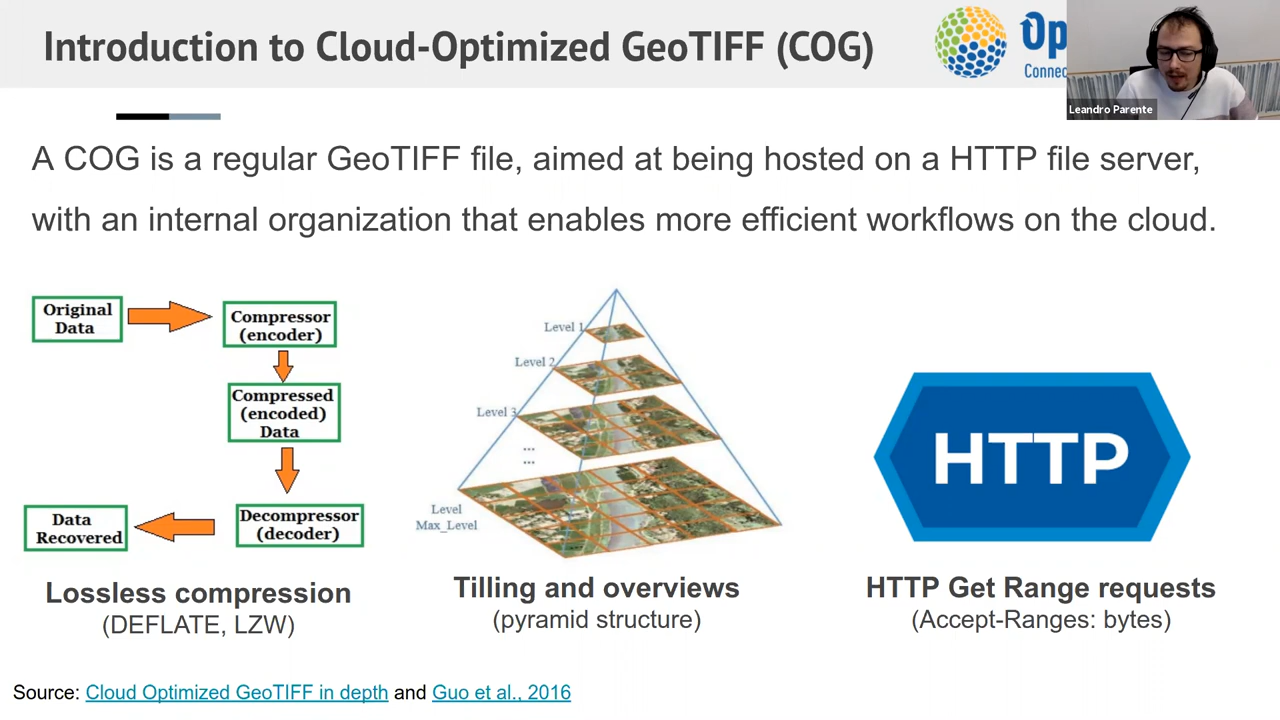 Introduction to Cloud-Optimized GeoTIFF (COG)
Op
Connec
Leandro Parente
A COG is a regular GeoTIFF file, aimed at being hosted on a HTTP file server,
with an internal organization that enables more efficient workflows on the cloud.
Original
Data
Compressor
(encoder)
Compressed
(encoded)
Data
Decompressor
(decoder)
Data
Recovered
Level 1
Level 2
Level 3
...
...
Level
Max_Level
HTTP
Lossless compression
(DEFLATE, LZW)
Tilling and overviews
(pyramid structure)
HTTP Get Range requests
(Accept-Ranges: bytes)
Source: Cloud Optimized GeoTIFF in depth and Guo et al., 2016